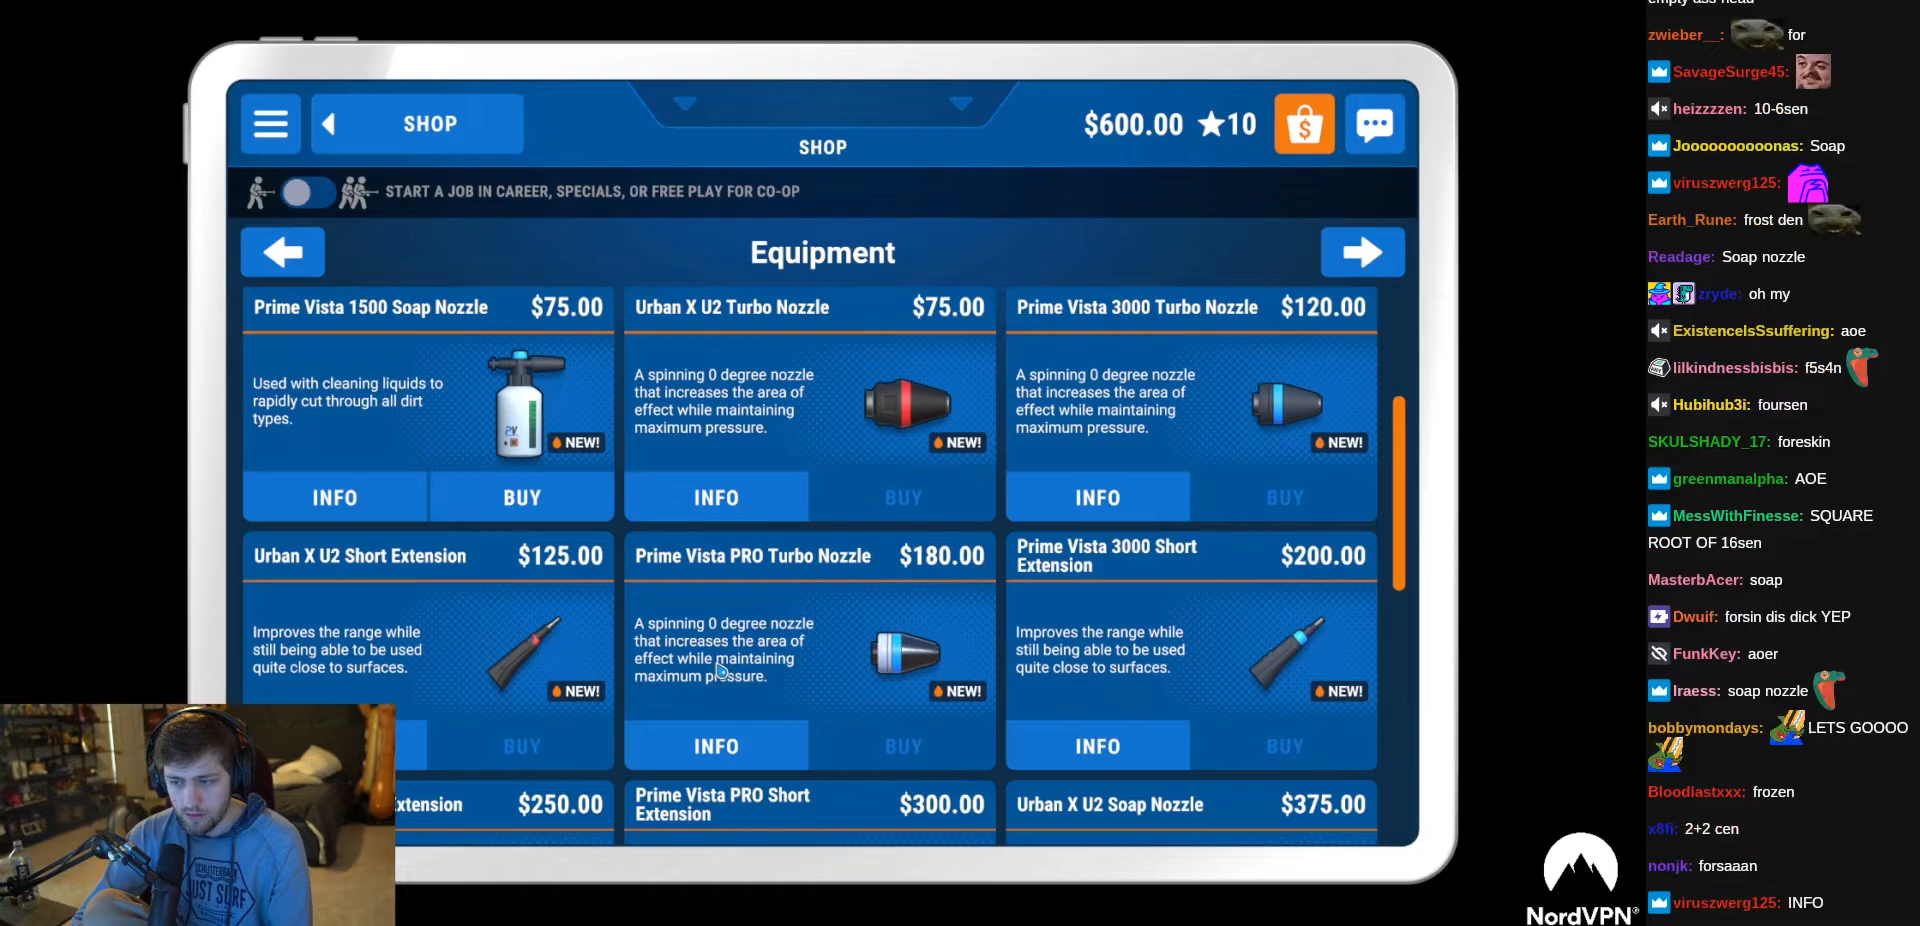 empty ass head
zwieber__: for
SavageSurge45:
heizzzzen: 10-6sen
Joooooooooonas: Soap
viruszwerg125:
Earth_Rune: frost den
Readage: Soap nozzle
zryde: oh my
ExistenceIsSsuffering: aoe
lilkindnessbisbis: f5s4n
Hubihub3i: foursen
SKULSHADY_17: foreskin
greenmanalpha: AOE
MessWithFinesse: SQUARE
ROOT OF 16sen
MasterbAcer: soap
Dwuif: forsin dis dick YEP
FunkKey: aoer
lraess: soap nozzle
bobbymondays: LETS GOOOO
Bloodlastxxx: frozen
x8fi: 2+2 cen
nonjk: forsaaan
viruszwerg125: INFO
SHOP
$600.00 ★10
SHOP
START A JOB IN CAREER, SPECIALS, OR FREE PLAY FOR CO-OP
Equipment
Prime Vista 1500 Soap Nozzle $75.00
Used with cleaning liquids to
rapidly cut through all dirt
types.
PV
NEW!
INFO BUY
Urban X U2 Turbo Nozzle $75.00
A spinning 0 degree nozzle
that increases the area of
effect while maintaining
maximum pressure.
NEW!
INFO BUY
Prime Vista 3000 Turbo Nozzle $120.00
A spinning 0 degree nozzle
that increases the area of
effect while maintaining
maximum pressure.
NEW!
INFO BUY
Urban X U2 Short Extension $125.00
Improves the range while
still being able to be used
quite close to surfaces.
NEW!
BUY
Prime Vista PRO Turbo Nozzle $180.00
A spinning 0 degree nozzle
that increases the area of
effect while maintaining
maximum pressure.
NEW!
INFO BUY
Prime Vista 3000 Short
Extension $200.00
Improves the range while
still being able to be used
quite close to surfaces.
NEW!
INFO BUY
xtension $250.00
Prime Vista PRO Short
Extension $300.00
Urban X U2 Soap Nozzle $375.00
SCHLITTERBAHN
JUST SURF
NordVPN®